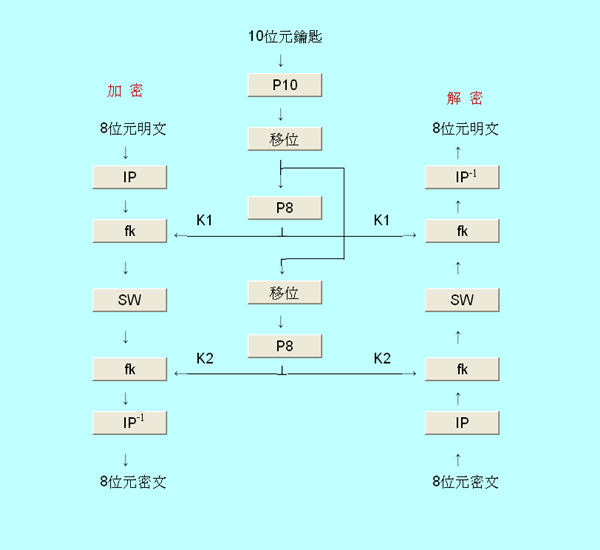 10位元鑰匙
P10
加 密
解 密
8位元明文
移位
8位元明文
IP
IP-1
P8
K1
K1
fk
fk
移位
SW
SW
P8
K2
K2
fk
fk
IP-1
IP
8位元密文
8位元密文